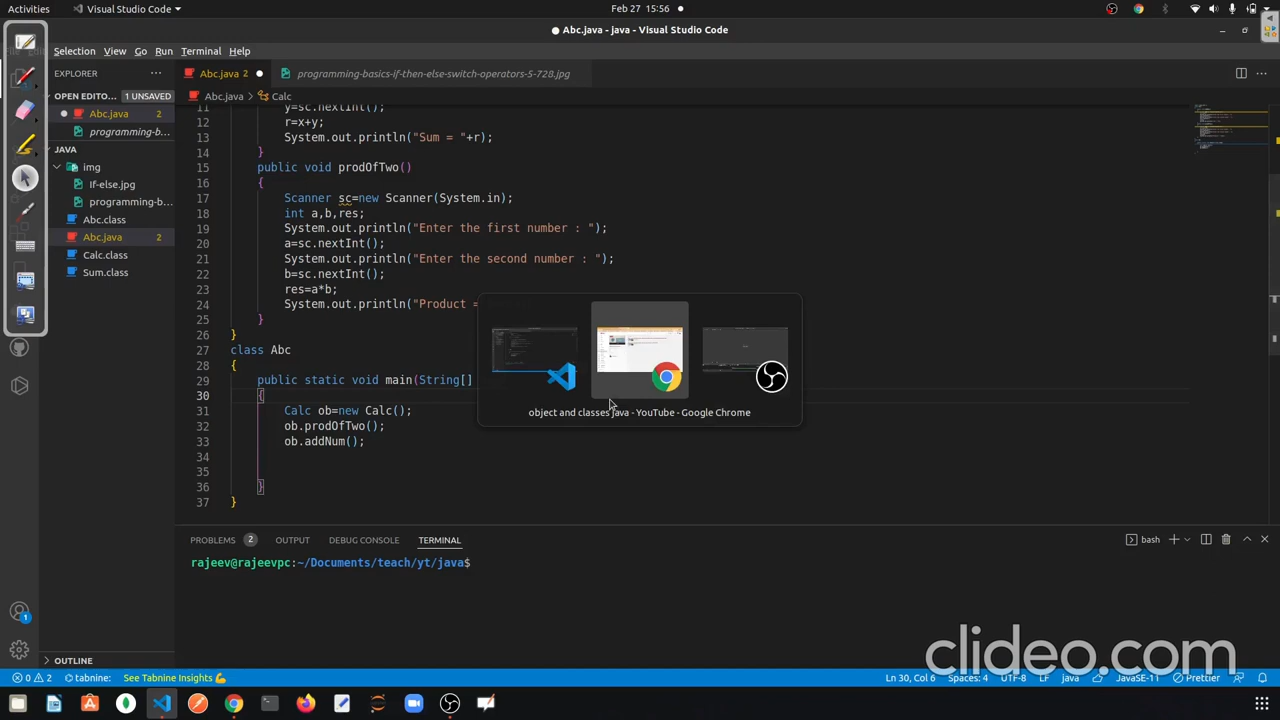 Activities
Visual Studio Code
Feb 27 15:56
Abc.java - java - Visual Studio Code
Selection View Go Run Terminal Help
EXPLORER
Abc.java 2
programming-basics-if-then-else-switch-operators-5-728.jpg
OPEN EDITO... 1 UNSAVED
Abc.java > Calc
Abc.java 2
programming-b...
JAVA
img
If-else.jpg
programming-b...
Abc.class
Abc.java 2
Calc.class
Sum.class
11 y=sc.nextInt();
12 r=x+y;
13 System.out.println("Sum = "+r);
14 }
15 public void prodOfTwo()
16 {
17 Scanner sc=new Scanner(System.in);
18 int a,b,res;
19 System.out.println("Enter the first number : ");
20 a=sc.nextInt();
21 System.out.println("Enter the second number : ");
22 b=sc.nextInt();
23 res=a*b;
24 System.out.println("Product =
25 }
26 }
27 class Abc
28 {
29 public static void main(String[]
30 {
31 Calc ob=new Calc();
32 ob.prodOfTwo();
33 ob.addNum();
34
35
36 }
37 }
object and classes java - YouTube - Google Chrome
PROBLEMS 2 OUTPUT DEBUG CONSOLE TERMINAL
bash
rajeev@rajeevpc:~/Documents/teach/yt/java$
OUTLINE
clideo.com
0 2 tabnine: See Tabnine Insights
Ln 30, Col 6 Spaces: 4 UTF-8 LF java JavaSE-11 Prettier
1